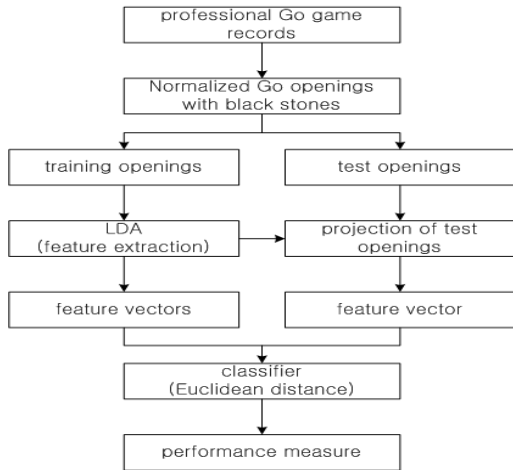 professional Go game
records
Normalized Go openings
with black stones
training openings
test openings
LDA
(feature extraction)
projection of test
openings
feature vectors
feature vector
classifier
(Euclidean distance)
performance measure